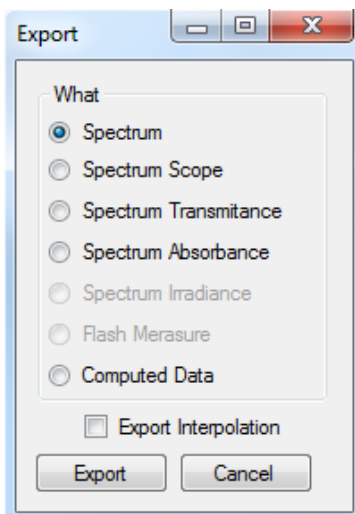 Export
What
Spectrum
Spectrum Scope
Spectrum Transmitance
Spectrum Absorbance
Spectrum Irradiance
Flash Merasure
Computed Data
Export Interpolation
Export Cancel